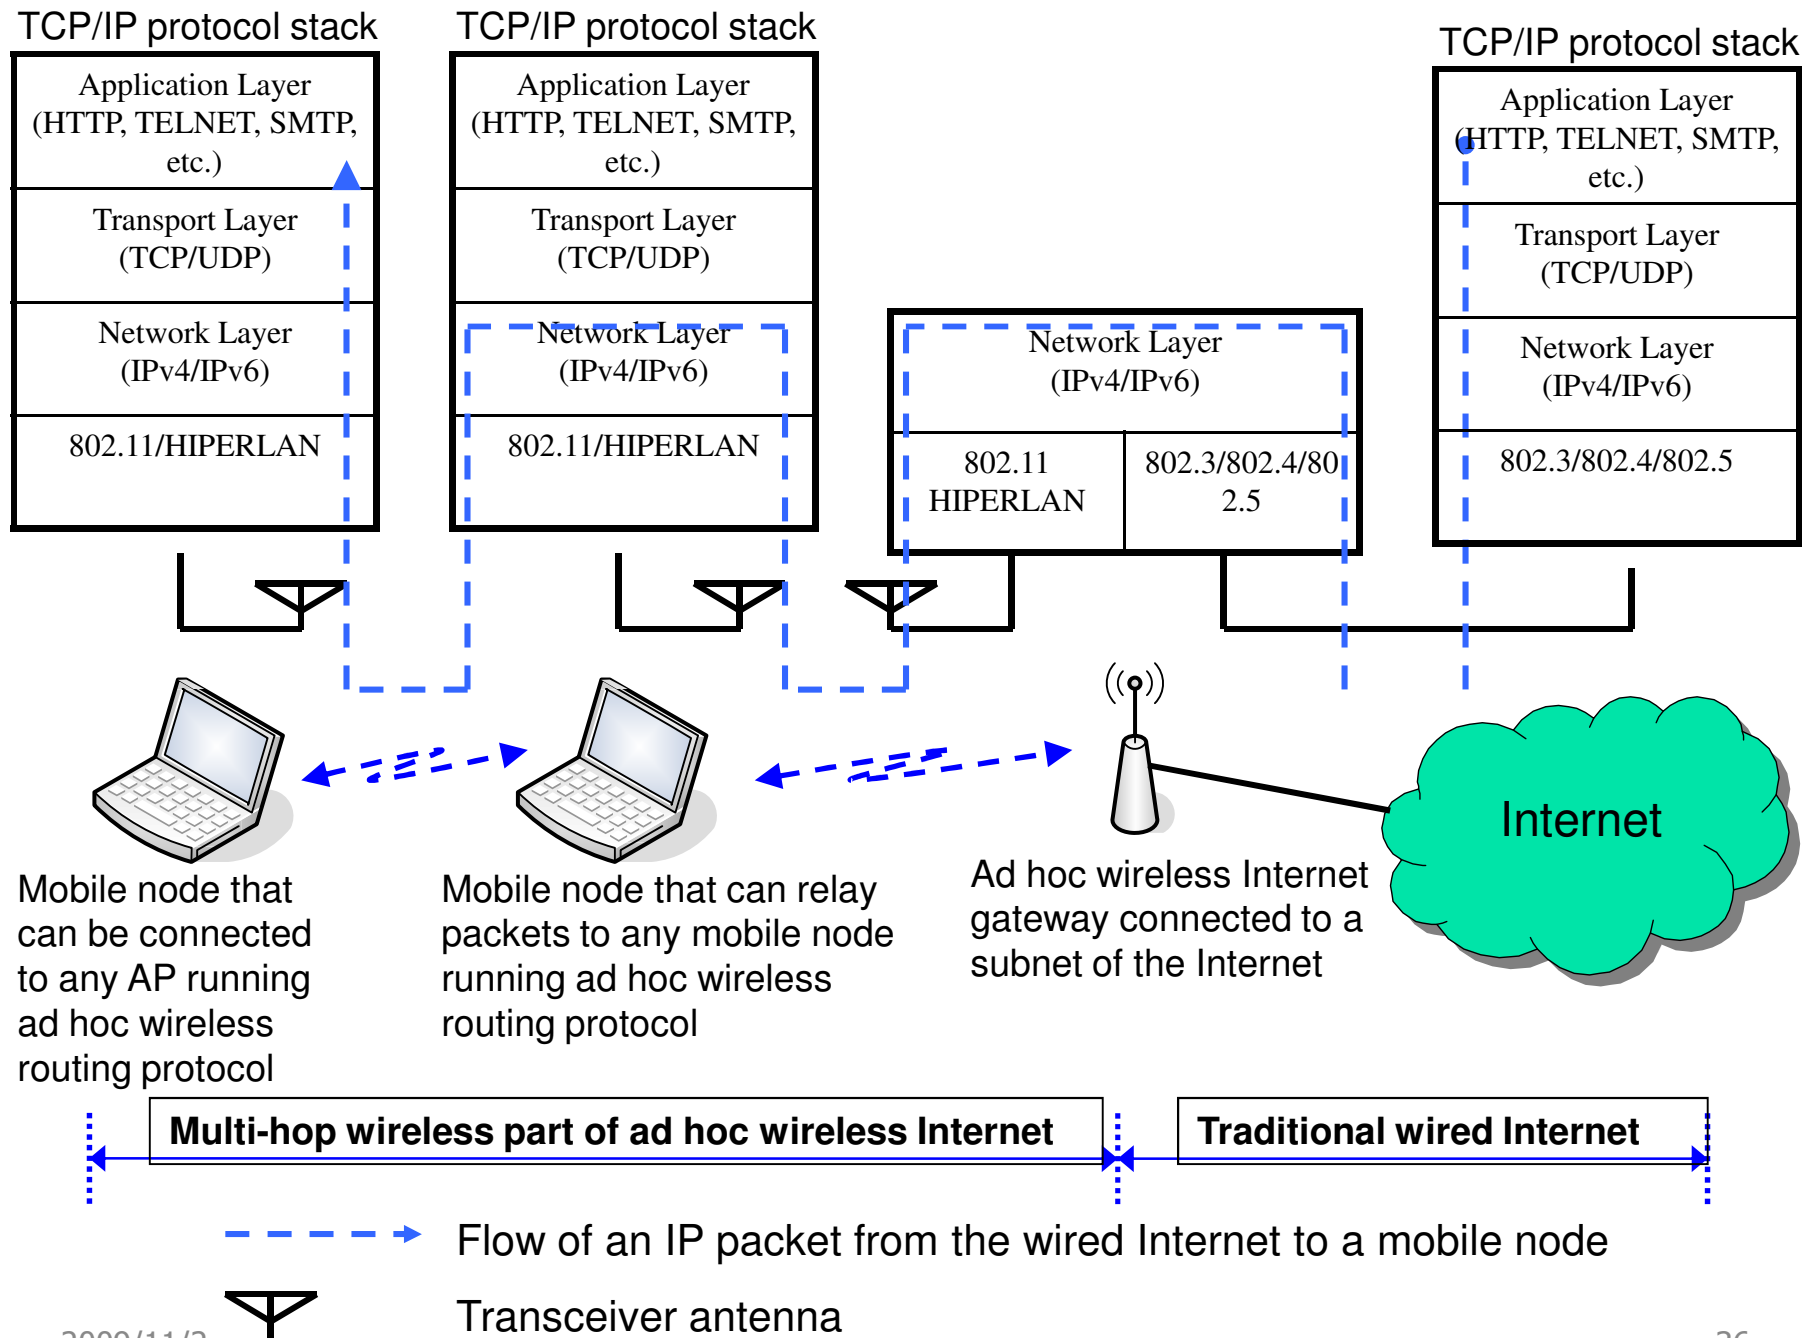 TCP/IP protocol stack
Application Layer
(HTTP, TELNET, SMTP,
etc.)
Transport Layer
(TCP/UDP)
Network Layer
(IPv4/IPv6)
802.11/HIPERLAN
TCP/IP protocol stack
Application Layer
(HTTP, TELNET, SMTP,
etc.)
Transport Layer
(TCP/UDP)
Network Layer
(IPv4/IPv6)
802.11/HIPERLAN
Network Layer
(IPv4/IPv6)
802.11
HIPERLAN
802.3/802.4/80
2.5
TCP/IP protocol stack
Application Layer
(HTTP, TELNET, SMTP,
etc.)
Transport Layer
(TCP/UDP)
Network Layer
(IPv4/IPv6)
802.3/802.4/802.5
Internet
Mobile node that
can be connected
to any AP running
ad hoc wireless
routing protocol
Mobile node that can relay
packets to any mobile node
running ad hoc wireless
routing protocol
Ad hoc wireless Internet
gateway connected to a
subnet of the Internet
Multi-hop wireless part of ad hoc wireless Internet
Traditional wired Internet
Flow of an IP packet from the wired Internet to a mobile node
Transceiver antenna